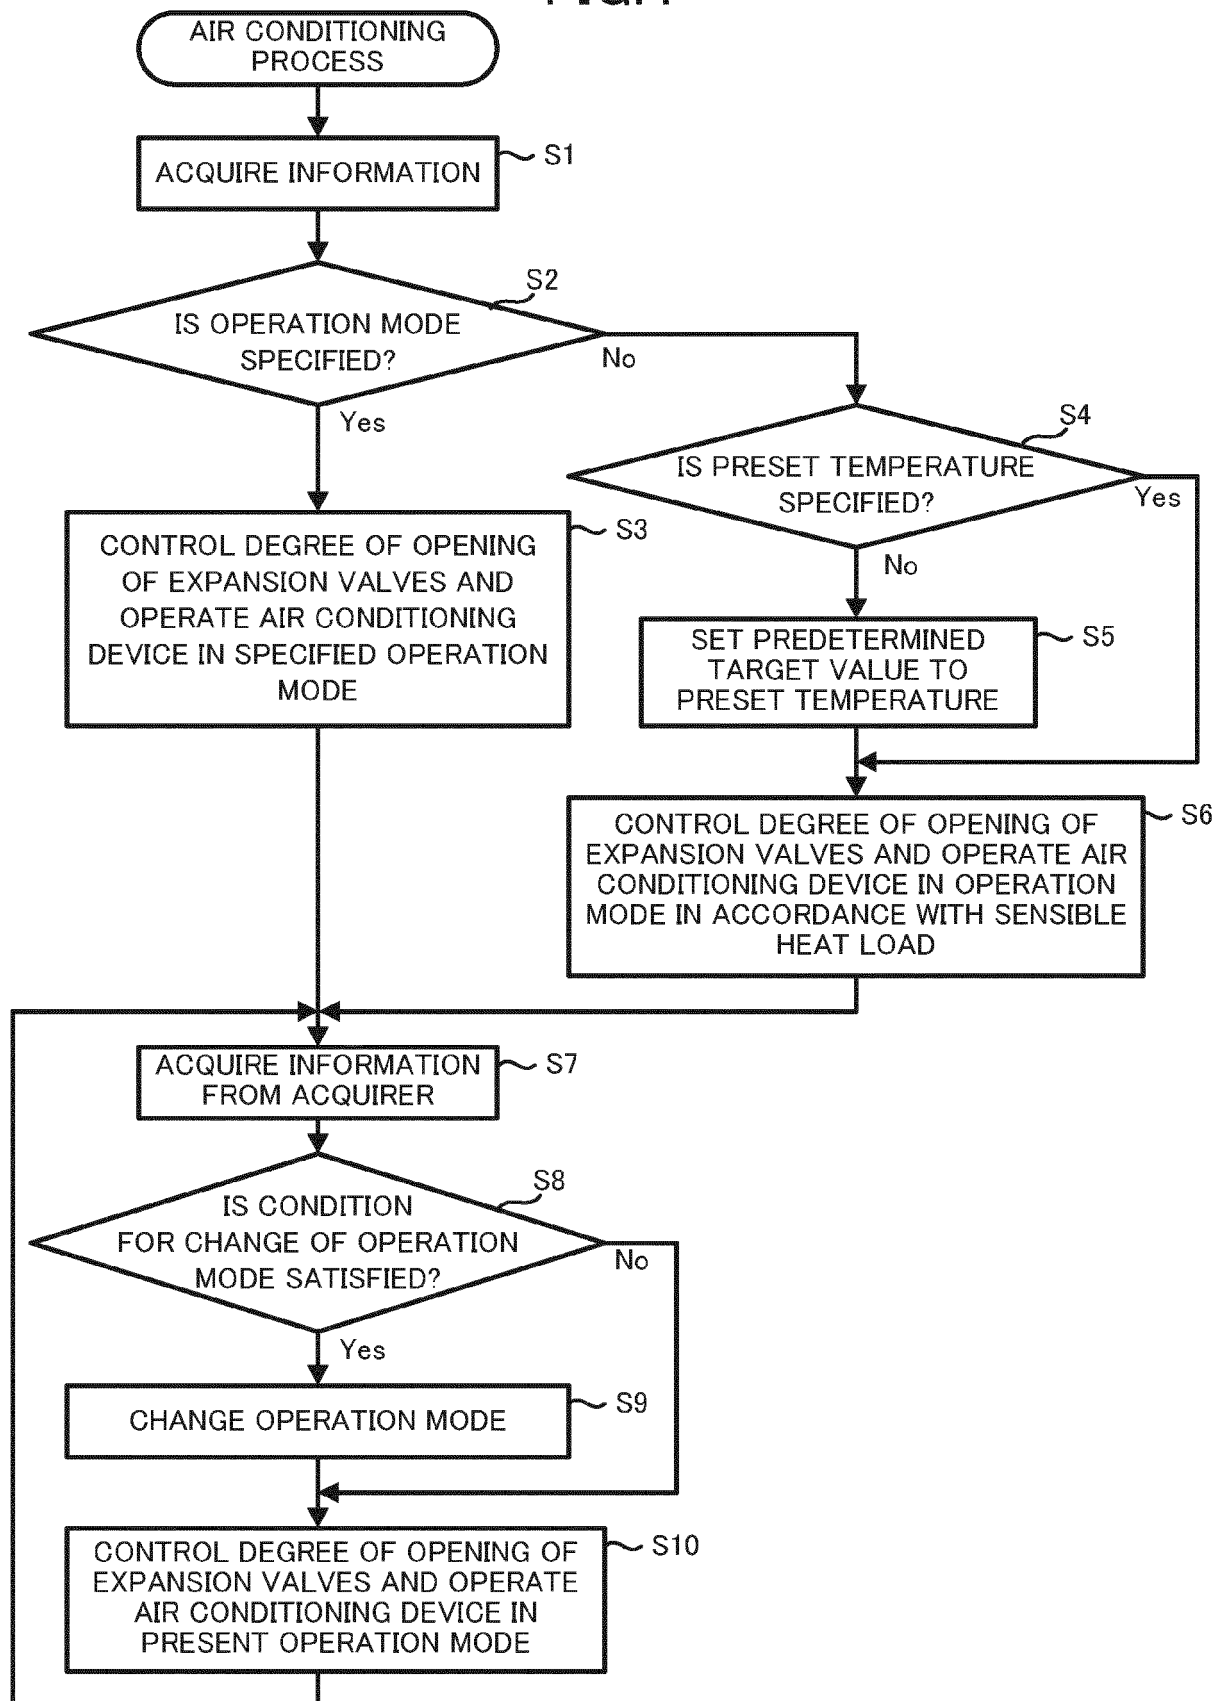 AIR CONDITIONING
PROCESS
S1
ACQUIRE INFORMATION
S2
IS OPERATION MODE
SPECIFIED?
No
Yes
S4
IS PRESET TEMPERATURE
SPECIFIED?
Yes
No
S3
CONTROL DEGREE OF OPENING
OF EXPANSION VALVES AND
OPERATE AIR CONDITIONING
DEVICE IN SPECIFIED OPERATION
MODE
S5
SET PREDETERMINED
TARGET VALUE TO
PRESET TEMPERATURE
S6
CONTROL DEGREE OF OPENING OF
EXPANSION VALVES AND OPERATE AIR
CONDITIONING DEVICE IN OPERATION
MODE IN ACCORDANCE WITH SENSIBLE
HEAT LOAD
S7
ACQUIRE INFORMATION
FROM ACQUIRER
S8
IS CONDITION
FOR CHANGE OF OPERATION
MODE SATISFIED?
No
Yes
S9
CHANGE OPERATION MODE
S10
CONTROL DEGREE OF OPENING OF
EXPANSION VALVES AND OPERATE
AIR CONDITIONING DEVICE IN
PRESENT OPERATION MODE